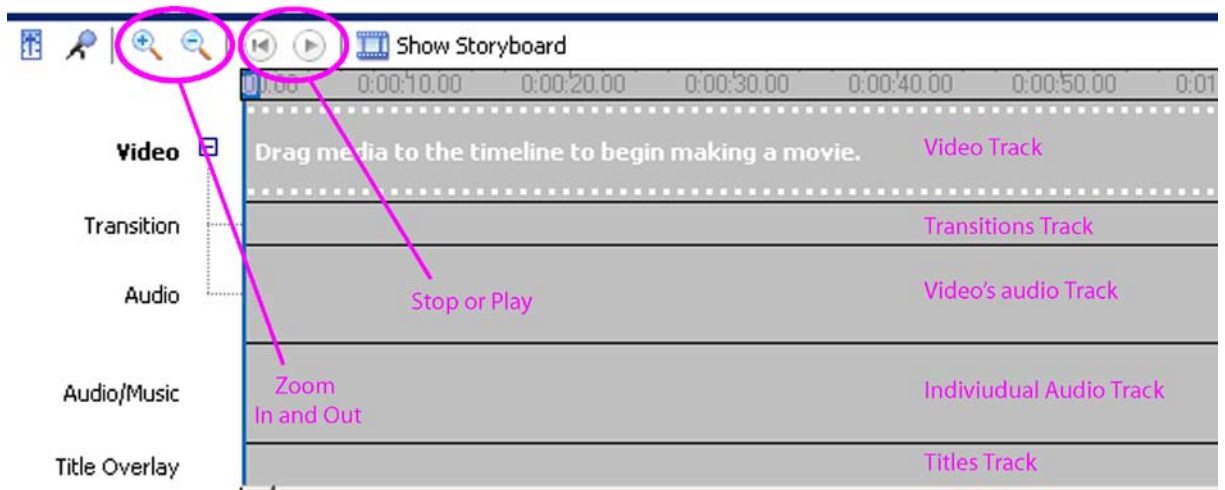 Show Storyboard
0:00:10.00 0:00:20.00 0:00:30.00 0:00:40.00 0:00:50.00 0:01
Video Drag media to the timeline to begin making a movie. Video Track
Transition Transitions Track
Audio Stop or Play Video's audio Track
Audio/Music Zoom In and Out Indiviudual Audio Track
Title Overlay Titles Track